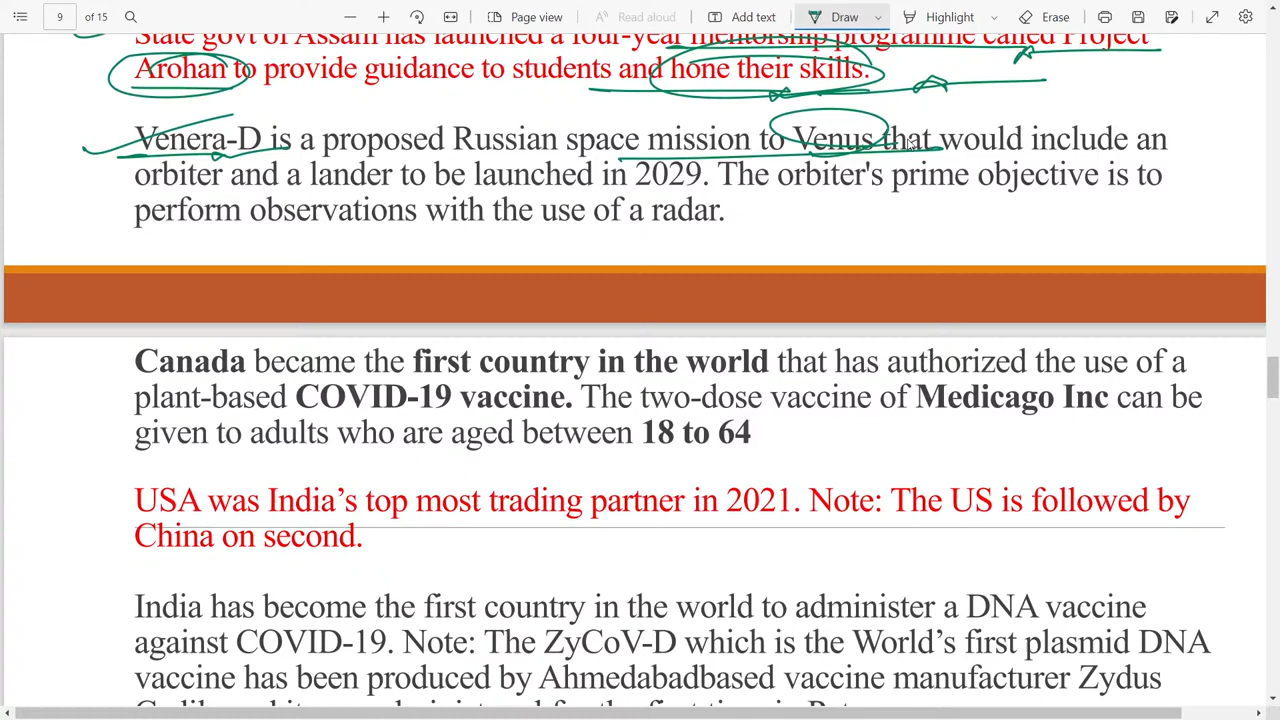 9 of 15 Page view Read aloud Add text Draw Highlight Erase
State govt of Assam has launched a four-year mentorship programme called Project
Arohan to provide guidance to students and hone their skills.
Venera-D is a proposed Russian space mission to Venus that would include an
orbiter and a lander to be launched in 2029. The orbiter's prime objective is to
perform observations with the use of a radar.
Canada became the first country in the world that has authorized the use of a
plant-based COVID-19 vaccine. The two-dose vaccine of Medicago Inc can be
given to adults who are aged between 18 to 64
USA was India’s top most trading partner in 2021. Note: The US is followed by
China on second.
India has become the first country in the world to administer a DNA vaccine
against COVID-19. Note: The ZyCoV-D which is the World’s first plasmid DNA
vaccine has been produced by Ahmedabadbased vaccine manufacturer Zydus